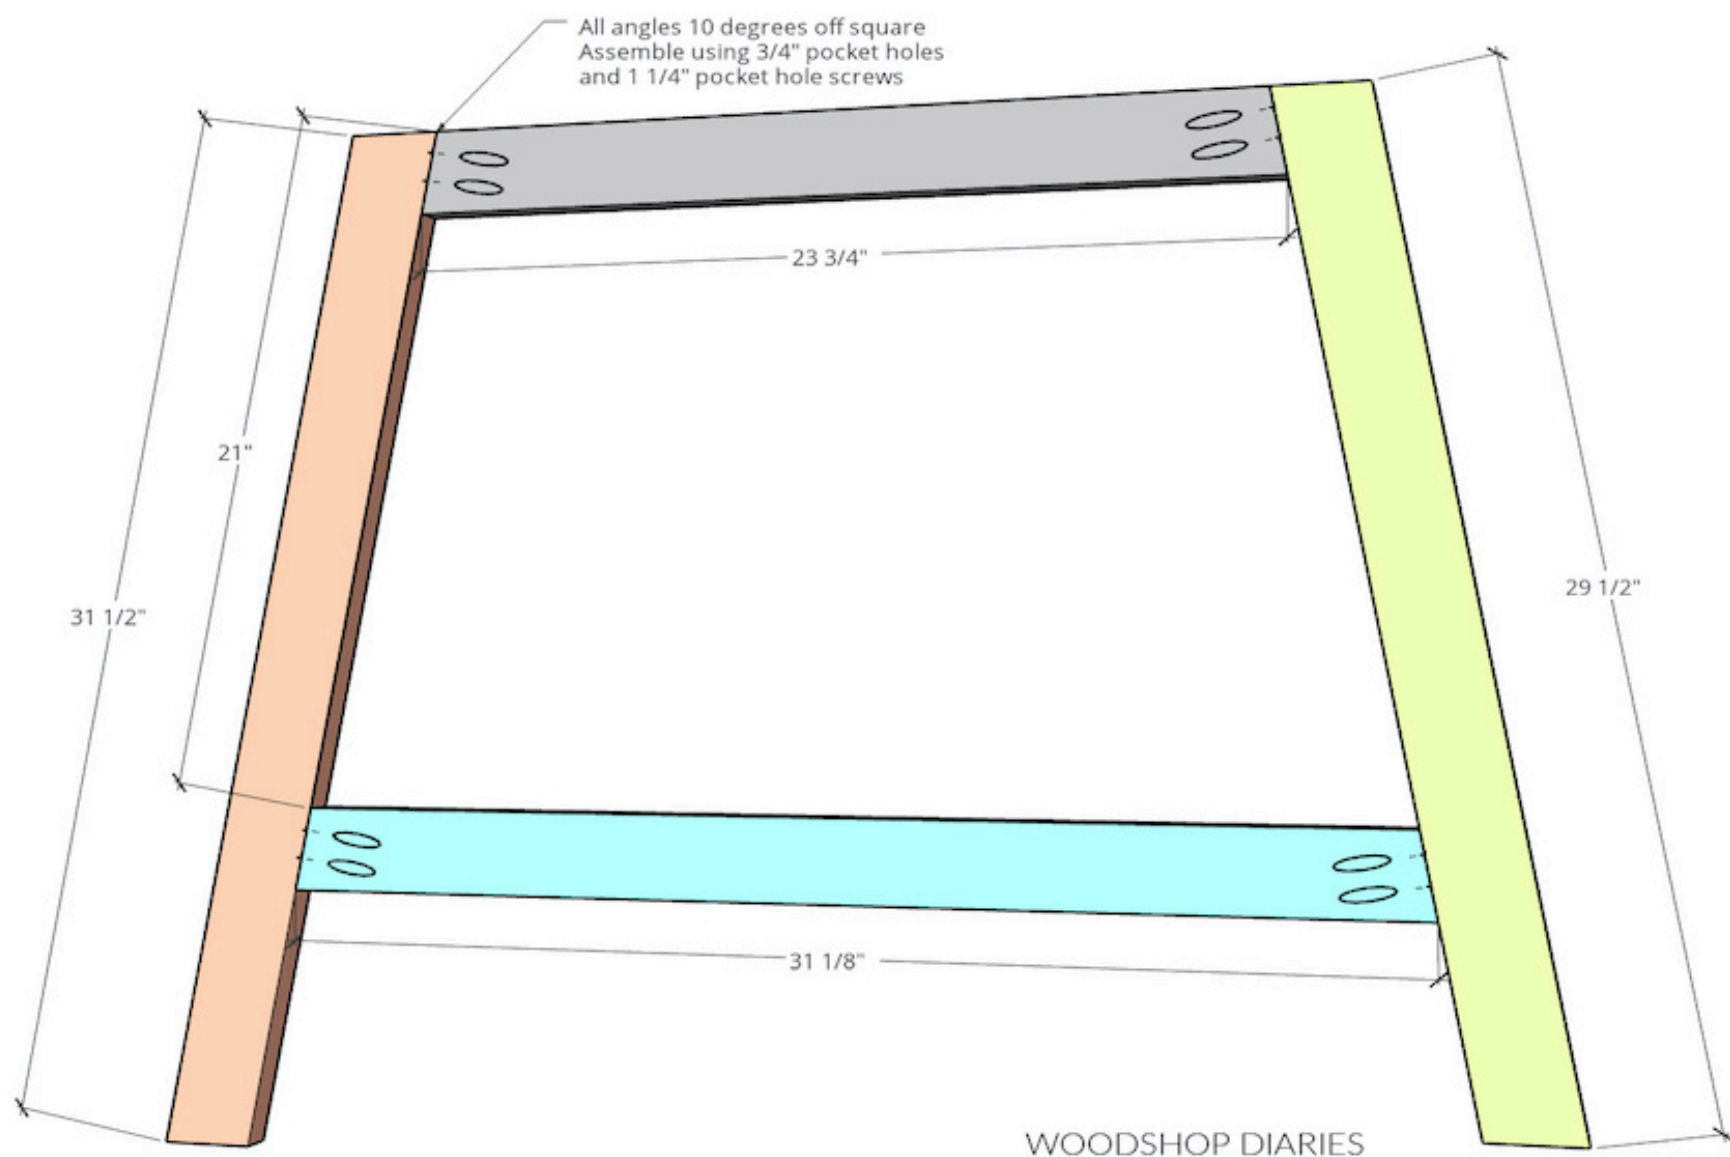 All angles 10 degrees off square
Assemble using 3/4" pocket holes
and 1 1/4" pocket hole screws
23 3/4"
21"
31 1/2"
29 1/2"
31 1/8"
WOODSHOP DIARIES